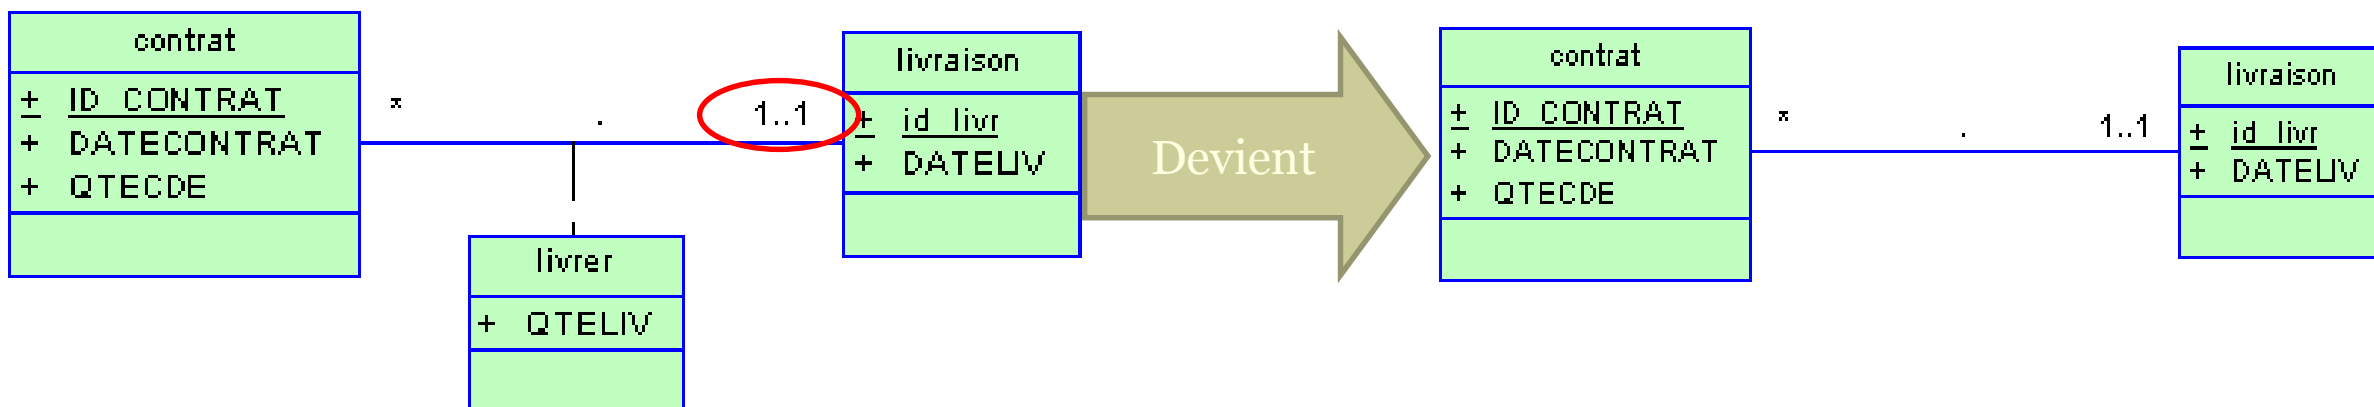 contrat
+ ID_CONTRAT
+ DATECONTRAT
+ QTECDE
*
.
1..1
livraison
+ id_livr
+ DATELIV
livrer
+ QTELIV
Devient
contrat
+ ID_CONTRAT
+ DATECONTRAT
+ QTECDE
*
.
1..1
livraison
+ id_livr
+ DATELIV